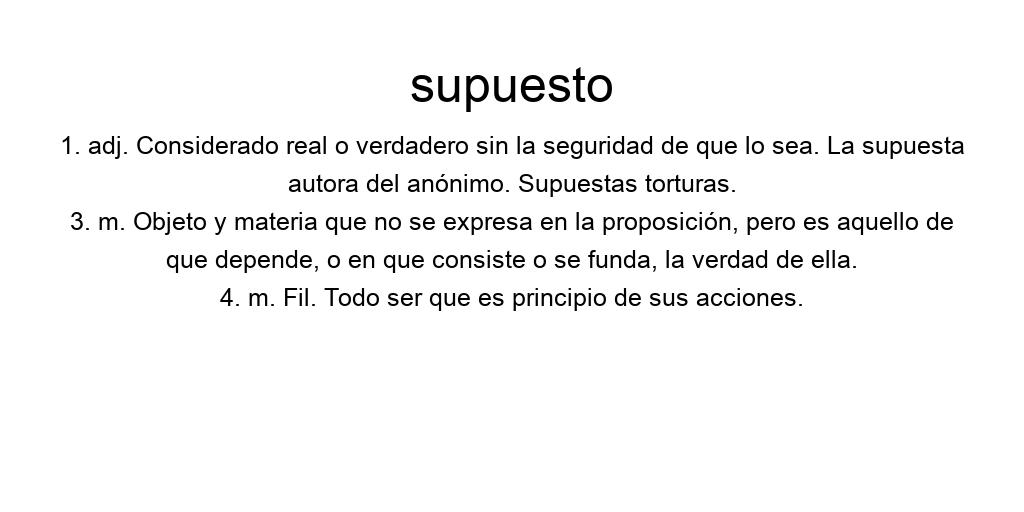 supuesto
1. adj. Considerado real o verdadero sin la seguridad de que lo sea. La supuesta
autora del anónimo. Supuestas torturas.
3. m. Objeto y materia que no se expresa en la proposición, pero es aquello de
que depende, o en que consiste o se funda, la verdad de ella.
4. m. Fil. Todo ser que es principio de sus acciones.